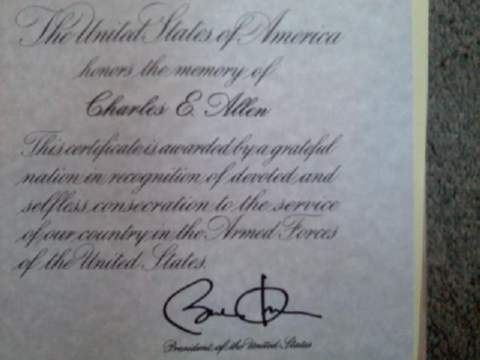 The United States of America
honors the memory of
Charles E. Allen
This certificate is awarded by a grateful
nation in recognition of devoted and
selfless consecration to the service
of our country in the Armed Forces
of the United States.
President of the United States